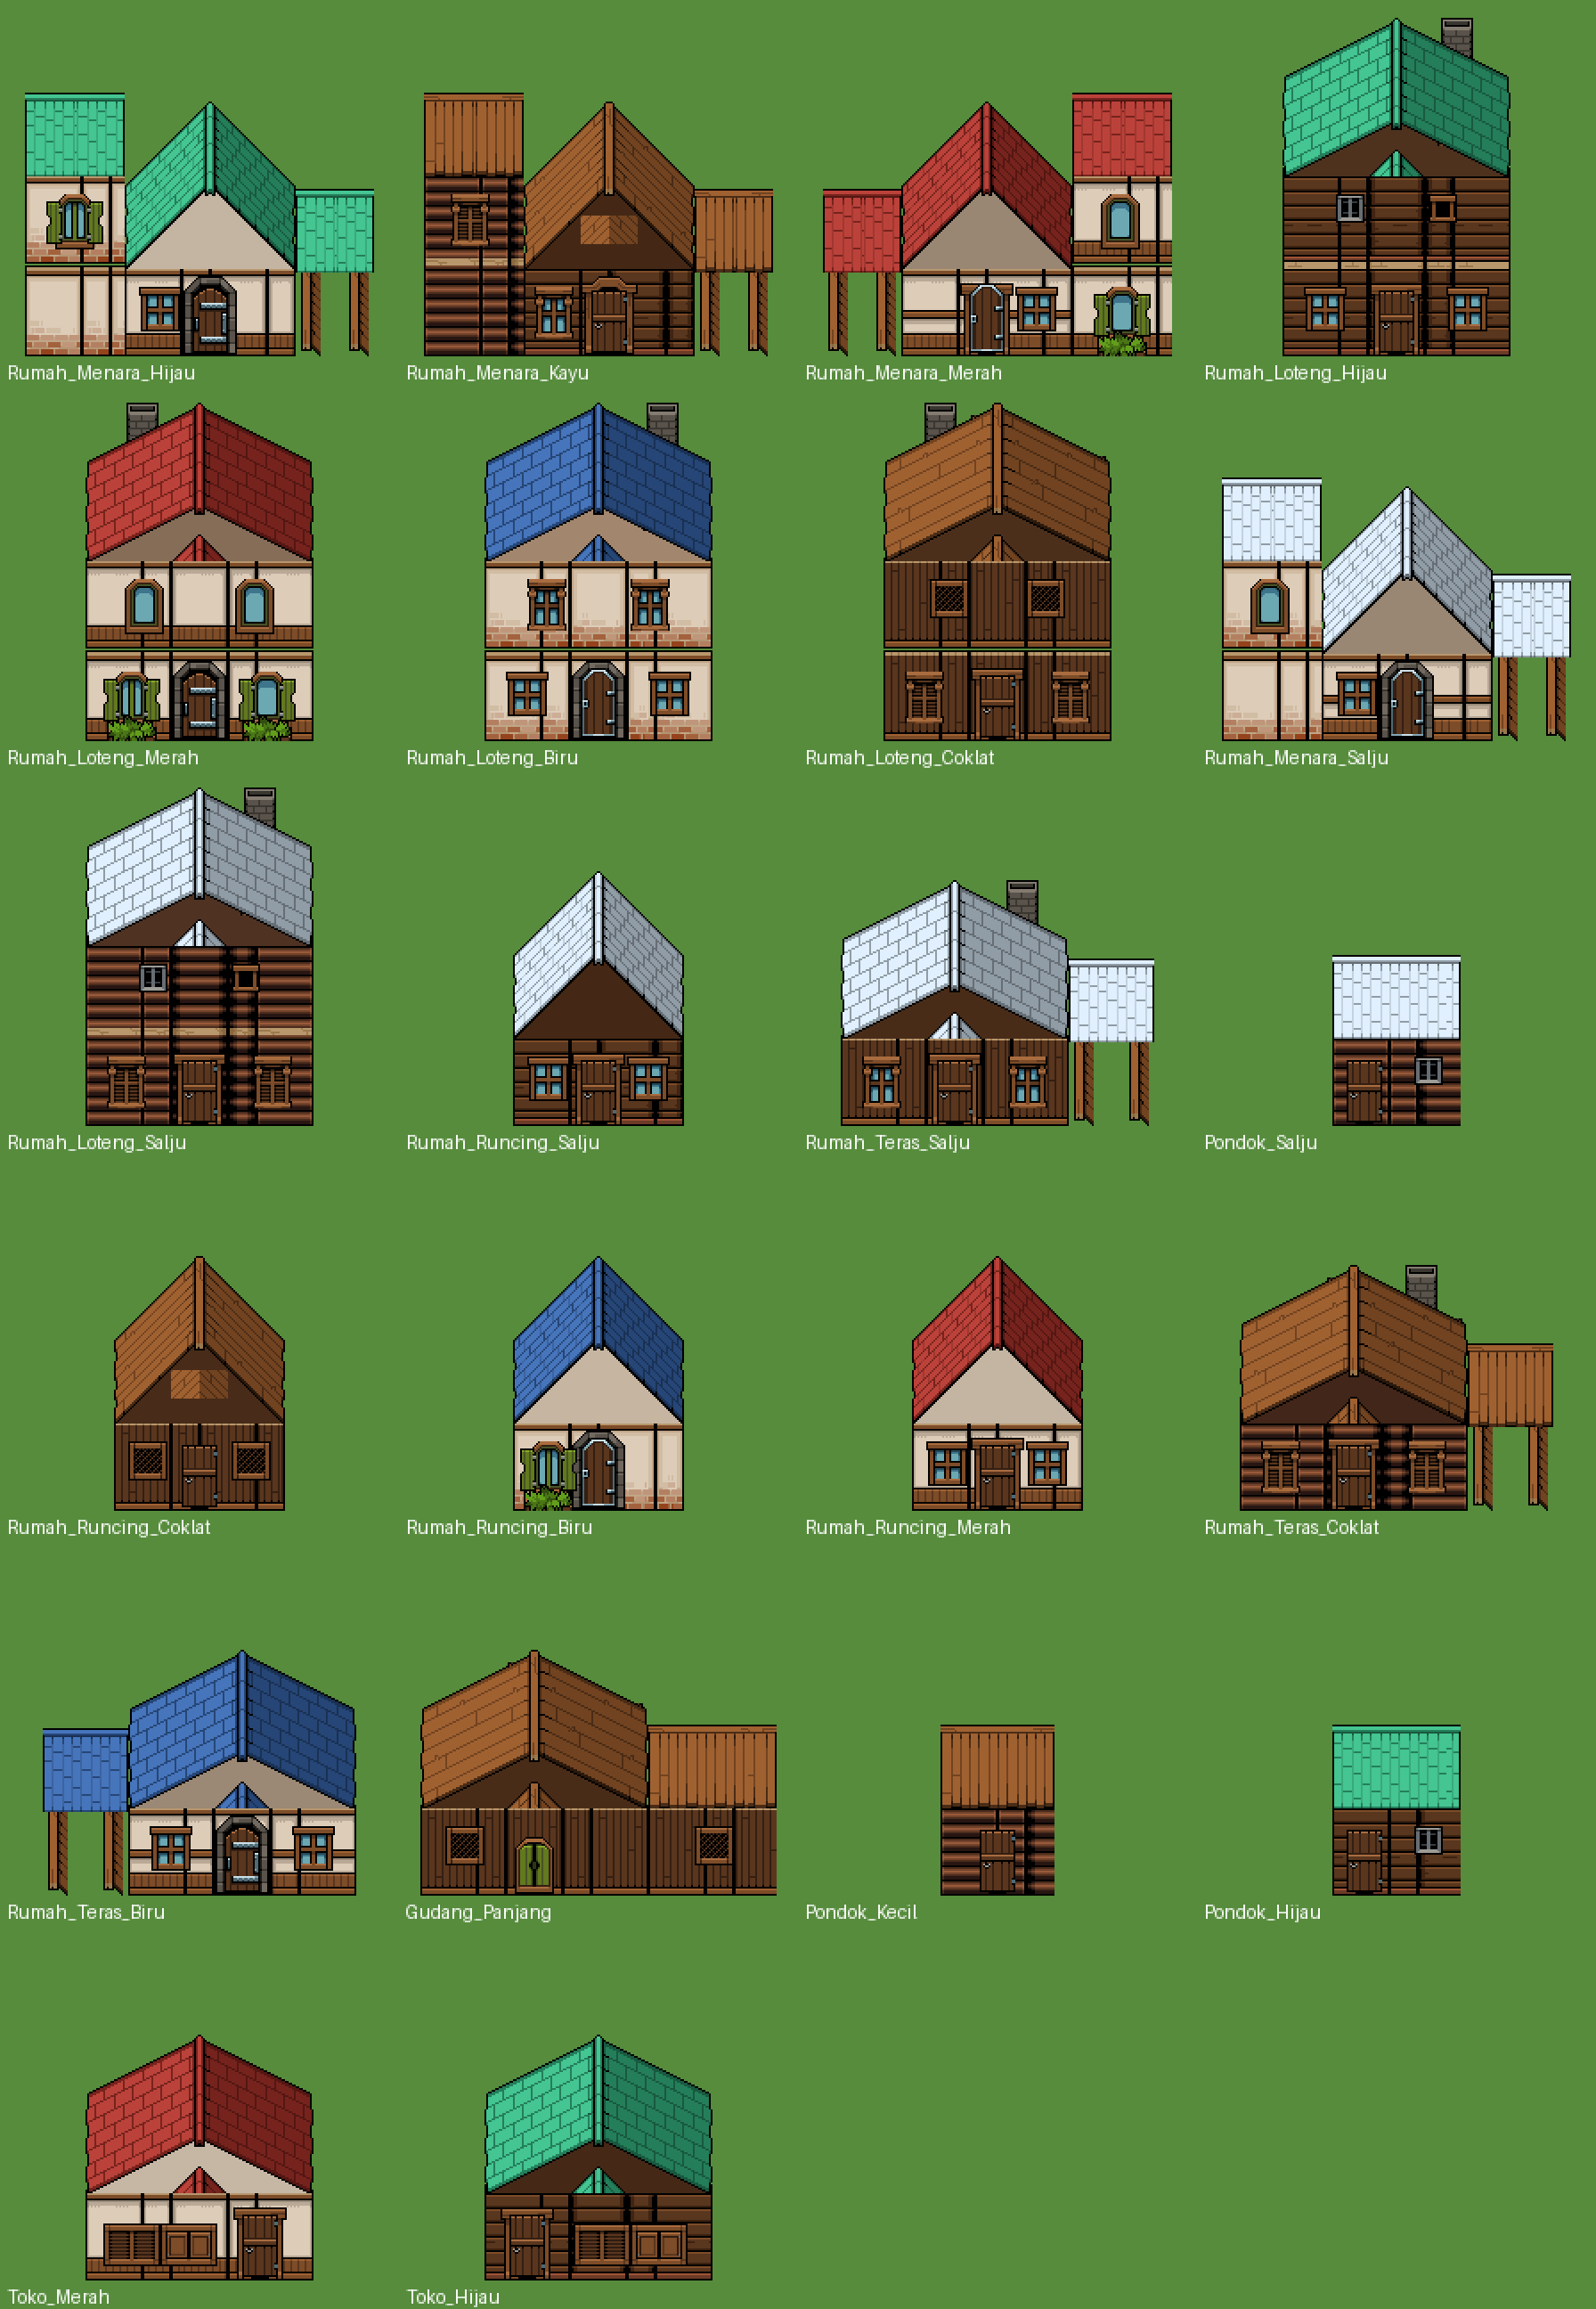 Rumah_Menara_Hijau
Rumah_Menara_Kayu
Rumah_Menara_Merah
Rumah_Loteng_Hijau
Rumah_Loteng_Merah
Rumah_Loteng_Biru
Rumah_Loteng_Coklat
Rumah_Menara_Salju
Rumah_Loteng_Salju
Rumah_Runcing_Salju
Rumah_Teras_Salju
Pondok_Salju
Rumah_Runcing_Coklat
Rumah_Runcing_Biru
Rumah_Runcing_Merah
Rumah_Teras_Coklat
Rumah_Teras_Biru
Gudang_Panjang
Pondok_Kecil
Pondok_Hijau
Toko_Merah
Toko_Hijau